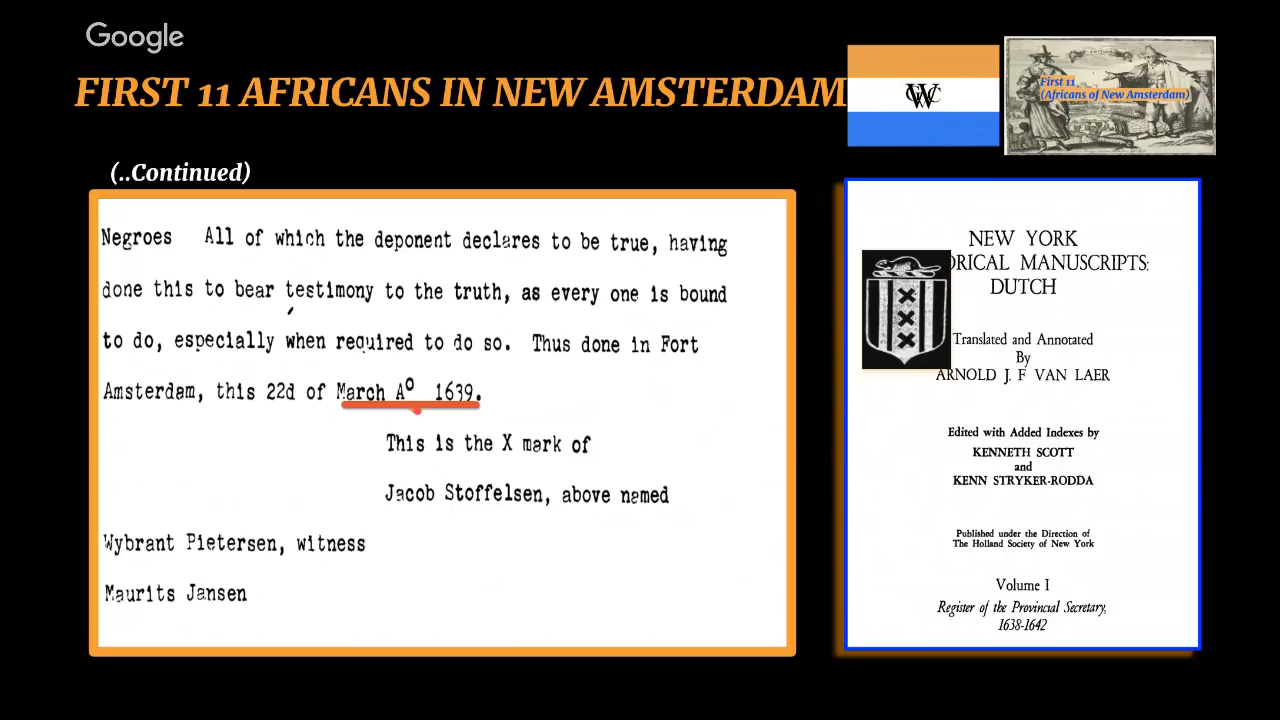 Google
FIRST 11 AFRICANS IN NEW AMSTERDAM
GWC
First 11
(Africans of New Amsterdam)
(..Continued)
Negroes All of which the deponent declares to be true, having
done this to bear testimony to the truth, as every one is bound
to do, especially when required to do so. Thus done in Fort
Amsterdam, this 22d of March Aº 1639.
This is the X mark of
Jacob Stoffelsen, above named
Wybrant Pietersen, witness
Maurits Jansen
NEW YORK
ORICAL MANUSCRIPTS:
DUTCH
Translated and Annotated
By
ARNOLD J. F VAN LAER
Edited with Added Indexes by
KENNETH SCOTT
and
KENN STRYKER-RODDA
Published under the Direction of
The Holland Society of New York
Volume I
Register of the Provincial Secretary,
1638-1642